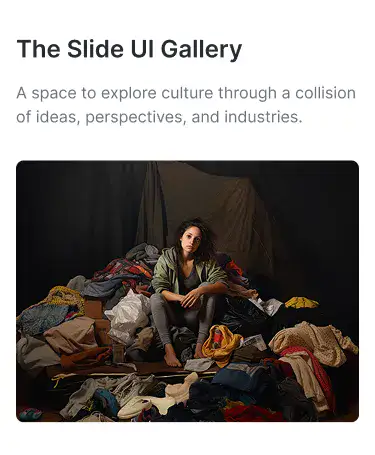 The Slide UI Gallery
A space to explore culture through a collision
of ideas, perspectives, and industries.